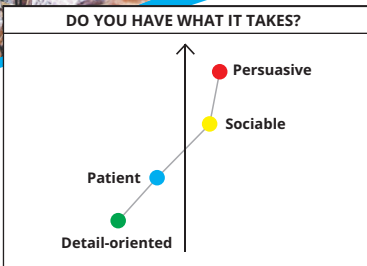 DO YOU HAVE WHAT IT TAKES?
Persuasive
Sociable
Patient
Detail-oriented